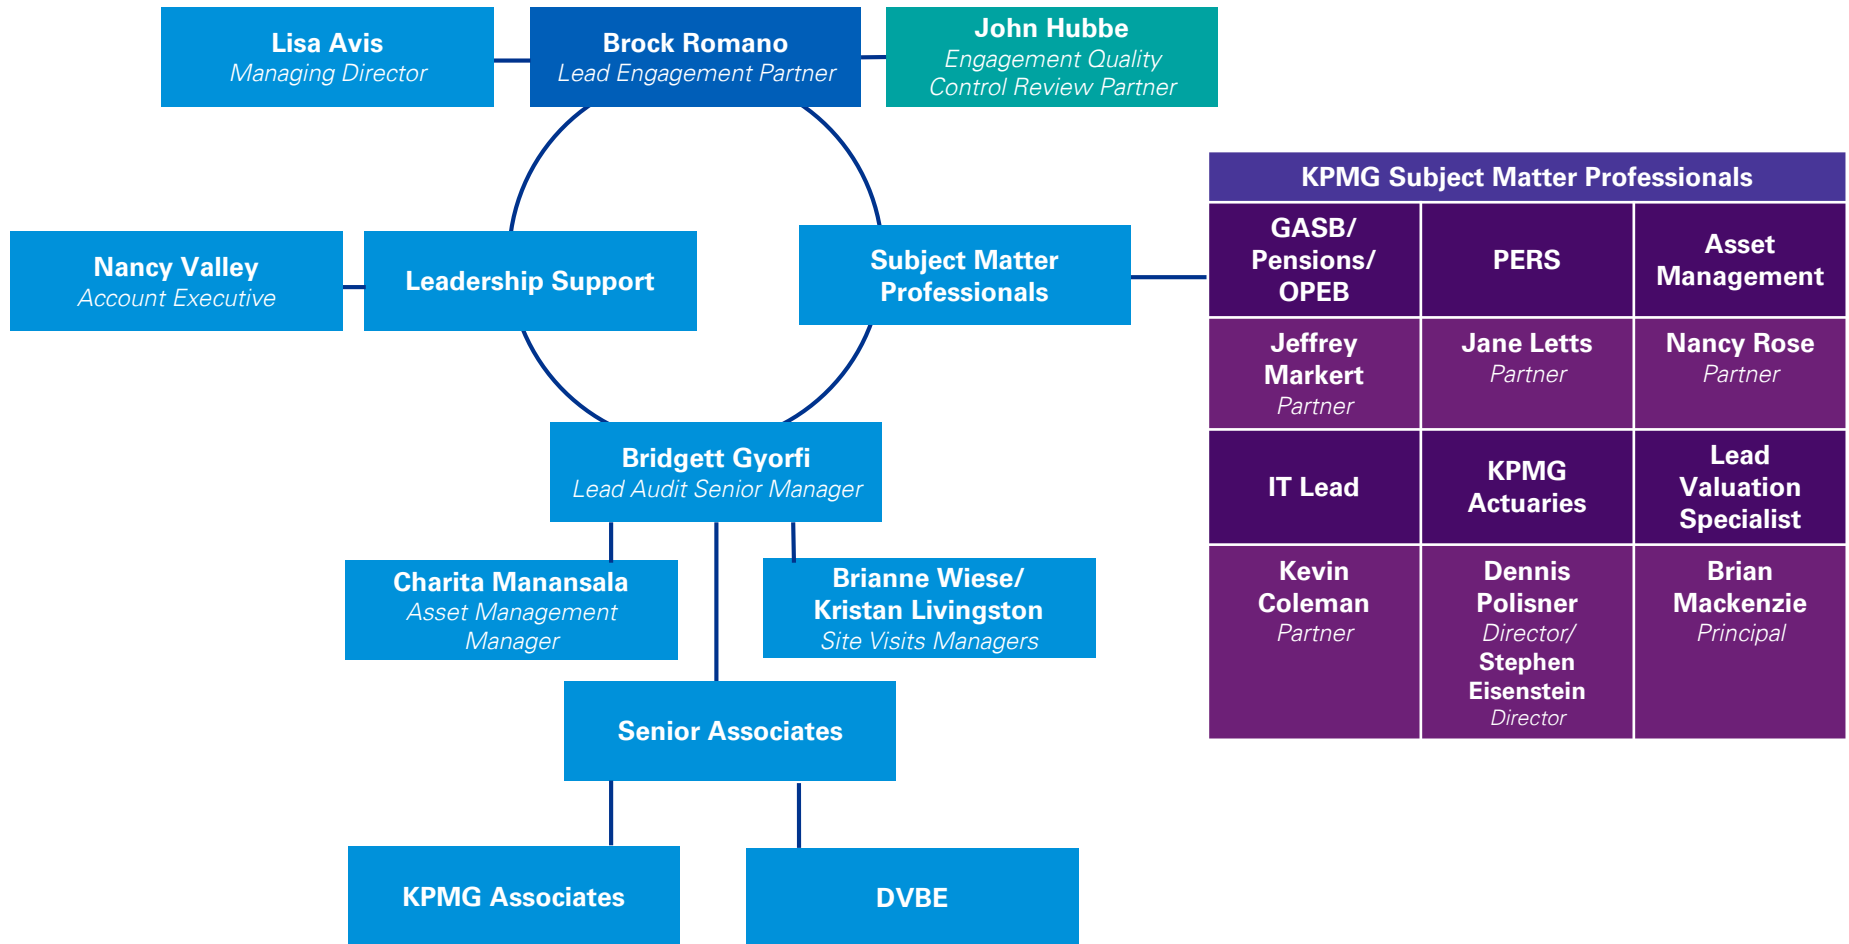 Lisa Avis
Managing Director
Brock Romano
Lead Engagement Partner
John Hubbe
Engagement Quality
Control Review Partner
Nancy Valley
Account Executive
Leadership Support
Subject Matter
Professionals
KPMG Subject Matter Professionals
GASB/
Pensions/
OPEB
PERS
Asset
Management
Jeffrey
Markert
Partner
Jane Letts
Partner
Nancy Rose
Partner
IT Lead
KPMG
Actuaries
Lead
Valuation
Specialist
Kevin
Coleman
Partner
Dennis
Polisner
Director/
Stephen
Eisenstein
Director
Brian
Mackenzie
Principal
Bridgett Gyorfi
Lead Audit Senior Manager
Charita Manansala
Asset Management
Manager
Brianne Wiese/
Kristan Livingston
Site Visits Managers
Senior Associates
KPMG Associates
DVBE